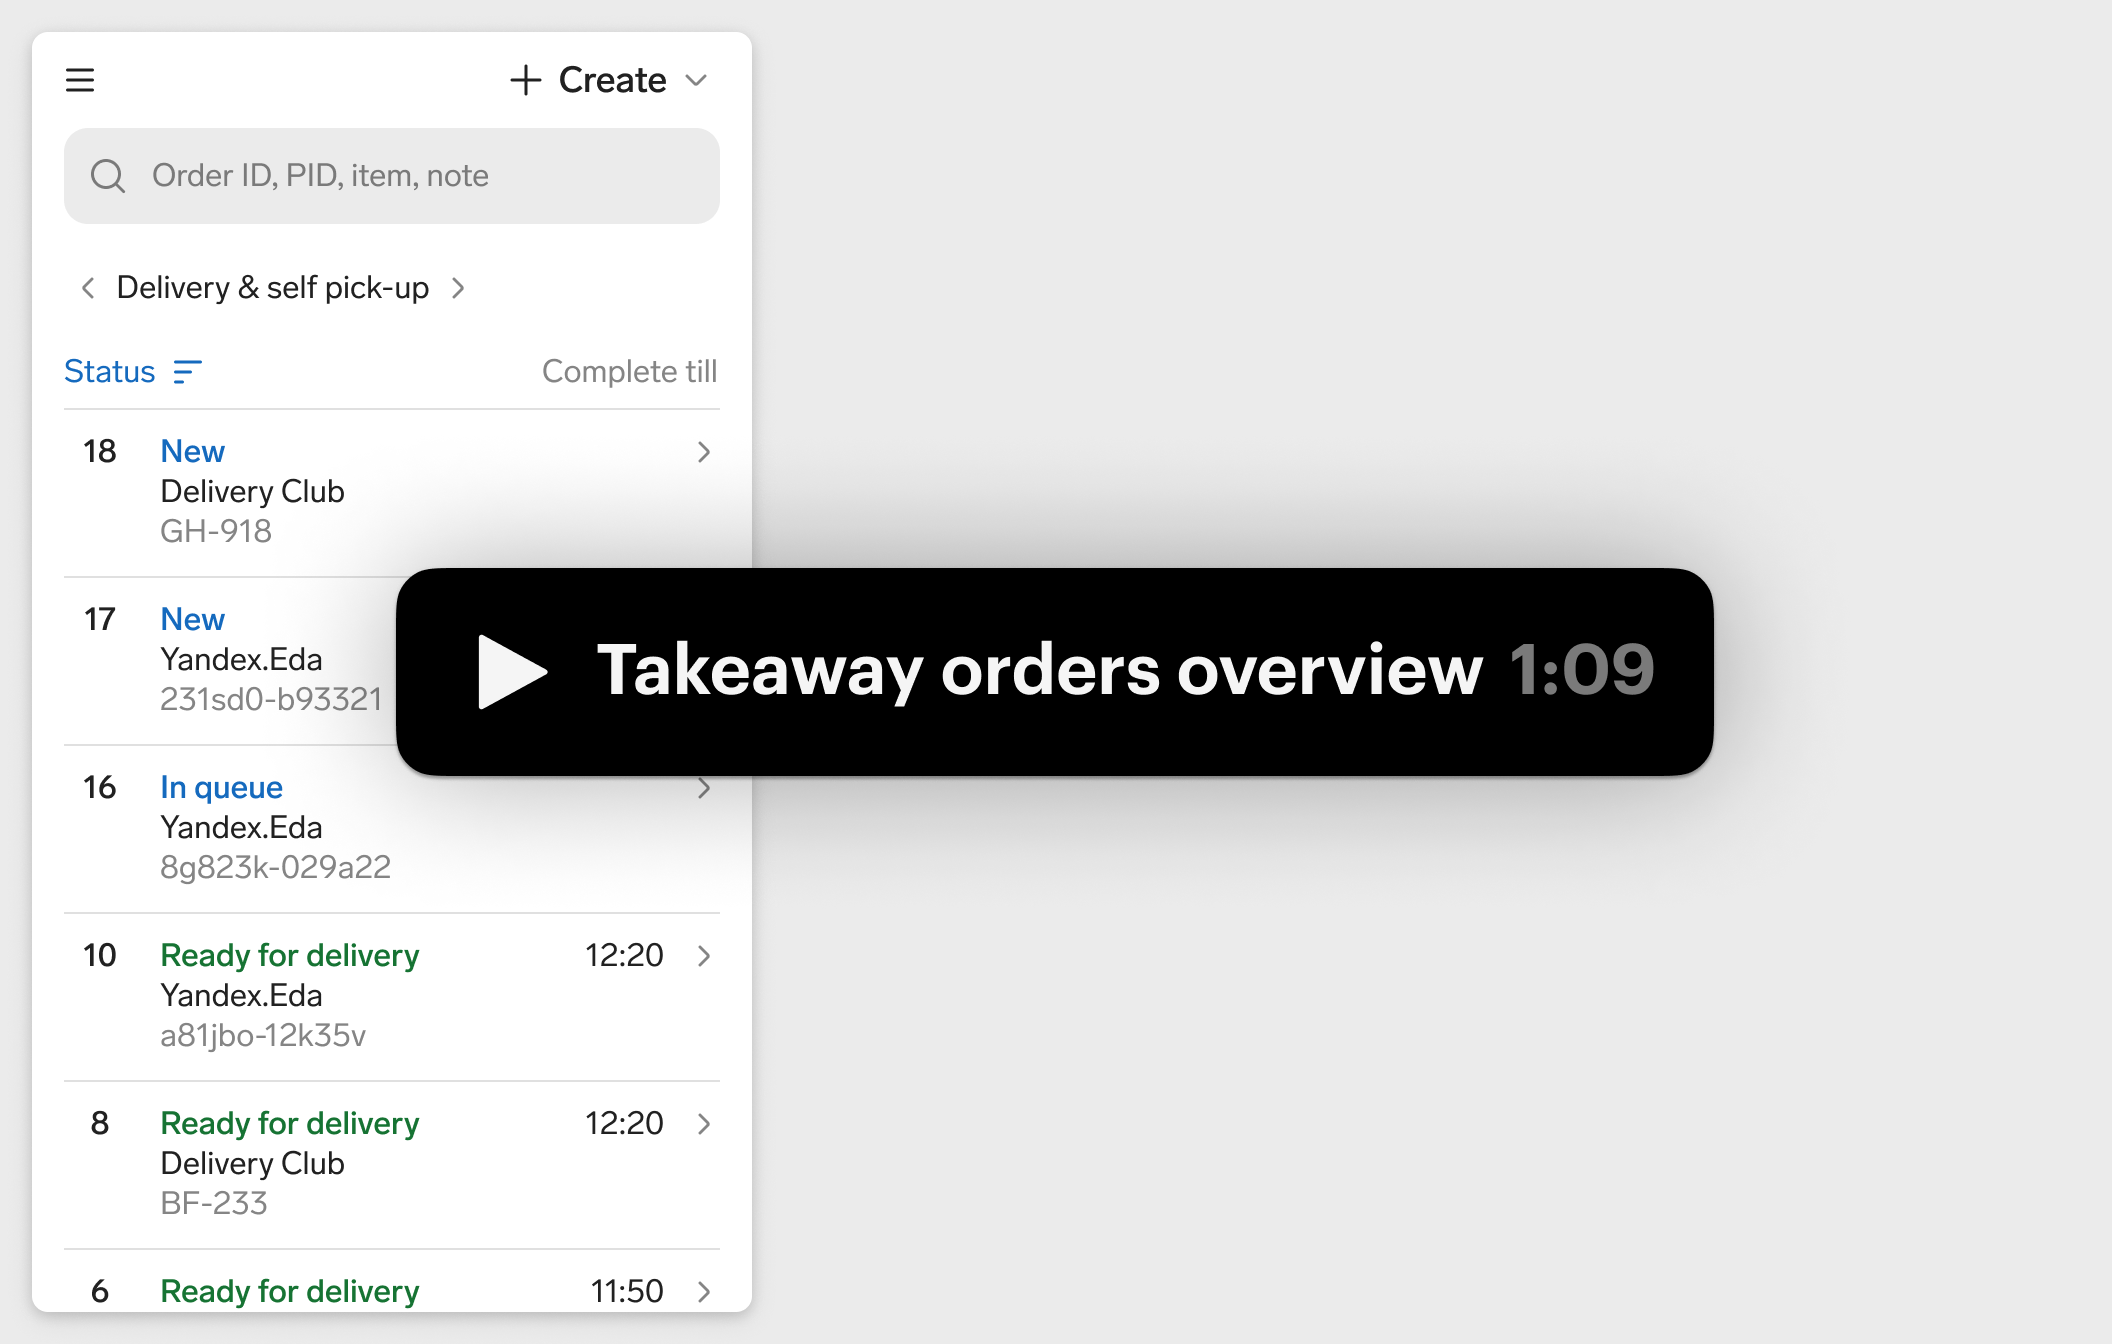 Create
Order ID, PID, item, note
Delivery & self pick-up
Status Complete till
18 New
Delivery Club
GH-918
17 New
Yandex.Eda
231sd0-b93321
Takeaway orders overview 1:09
16 In queue
Yandex.Eda
8g823k-029a22
10 Ready for delivery 12:20
Yandex.Eda
a81jbo-12k35v
8 Ready for delivery 12:20
Delivery Club
BF-233
6 Ready for delivery 11:50